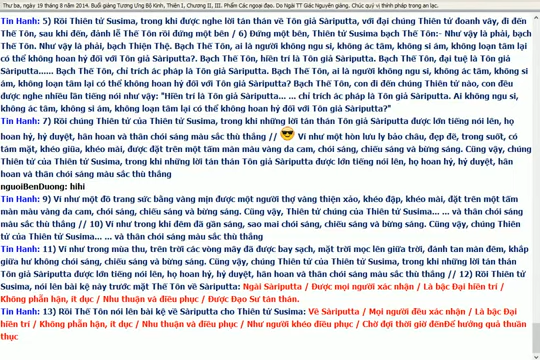 Thứ ba, ngày 19 tháng 8 năm 2014. Buổi giảng Tương Ưng Bộ Kinh, Thiên I, Chương II, III. Phẩm Các ngoại đạo. Do Ngài TT Giác Nguyên giảng. Chúc quý vị thính pháp trong an lạc.
Tin Hanh: 5) Rồi Thiên tử Susima, trong khi được nghe lời tán thán về Tôn giả Sàriputta, với đại chúng Thiên tử doanh vây, đi đến
Thế Tôn, sau khi đến, đảnh lễ Thế Tôn rồi đứng một bên / 6) Đứng một bên, Thiên tử Susima bạch Thế Tôn:- Như vậy là phải, bạch
Thế Tôn. Như vậy là phải, bạch Thiện Thệ. Bạch Thế Tôn, ai là người không ngu si, không ác tâm, không si ám, không loạn tâm lại
có thể không hoan hỷ đối với Tôn giả Sàriputta?. Bạch Thế Tôn, hiền trí là Tôn giả Sàriputta. Bạch Thế Tôn, đại tuệ là Tôn giả
Sàriputta...... Bạch Thế Tôn, chỉ trích ác pháp là Tôn giả Sàriputta. Bạch Thế Tôn, ai là người không ngu si, không ác tâm, không si
ám, không loạn tâm lại có thể không hoan hỷ đối với Tôn giả Sàriputta? Bạch Thế Tôn, con đi đến chúng Thiên tử nào, con đều
được nghe nhiều lần tiếng nói như vậy: "Hiền trí là Tôn giả Sàriputta... ... chỉ trích ác pháp là Tôn giả Sàriputta. Ai không ngu si,
không ác tâm, không si ám, không loạn tâm lại có thể không hoan hỷ đối với Tôn giả Sàriputta?"
Tin Hanh: 7) Rồi chúng Thiên tử của Thiên tử Susima, trong khi những lời tán thán Tôn giả Sàriputta được lớn tiếng nói lên, họ
hoan hỷ, hỷ duyệt, hân hoan và thân chói sáng màu sắc thù thắng // Ví như một hòn lưu ly bảo châu, đẹp đẽ, trong suốt, có
tám mặt, khéo giũa, khéo mài, được đặt trên một tấm màn màu vàng da cam, chói sáng, chiếu sáng và bừng sáng. Cũng vậy, chúng
Thiên tử của Thiên tử Susima, trong khi những lời tán thán Tôn giả Sàriputta được lớn tiếng nói lên, họ hoan hỷ, hỷ duyệt, hân
hoan và thân chói sáng màu sắc thù thắng
nguoiBenDuong: hihi
Tin Hanh: 9) Ví như một đồ trang sức bằng vàng mịn được một người thợ vàng thiện xảo, khéo đập, khéo mài, đặt trên một tấm
màn màu vàng da cam, chói sáng, chiếu sáng và bừng sáng. Cũng vậy, Thiên tử chúng của Thiên tử Susima... ... và thân chói sáng
màu sắc thù thắng // 10) Ví như trong khi đêm đã gần sáng, sao mai chói sáng, chiếu sáng và bừng sáng. Cũng vậy, chúng Thiên
tử của Thiên tử Susima... ... và thân chói sáng màu sắc thù thắng
Tin Hanh: 11) Ví như trong mùa thu, trên trời các vòng mây đã được bay sạch, mặt trời mọc lên giữa trời, đánh tan màn đêm, khắp
giữa hư không chói sáng, chiếu sáng và bừng sáng. Cũng vậy, chúng Thiên tử của Thiên tử Susima, trong khi những lời tán thán
Tôn giả Sàriputta được lớn tiếng nói lên, họ hoan hỷ, hỷ duyệt, hân hoan và thân chói sáng màu sắc thù thắng // 12) Rồi Thiên tử
Susima, nói lên bài kệ này trước mặt Thế Tôn về Sàriputta: Ngài Sàriputta / Được mọi người xác nhận / Là bậc Đại hiền trí /
Không phẫn hận, ít dục / Nhu thuận và điều phục / Được Đạo Sư tán thán.
Tin Hanh: 13) Rồi Thế Tôn nói lên bài kệ về Sàriputta cho Thiên tử Susima: Về Sàriputta / Mọi người đều xác nhận / Là bậc Đại
hiền trí / Không phẫn hận, ít dục / Nhu thuận và điều phục / Như người khéo điều phục / Chờ đợi thời giờ đếnĐể hưởng quả thuần
thục